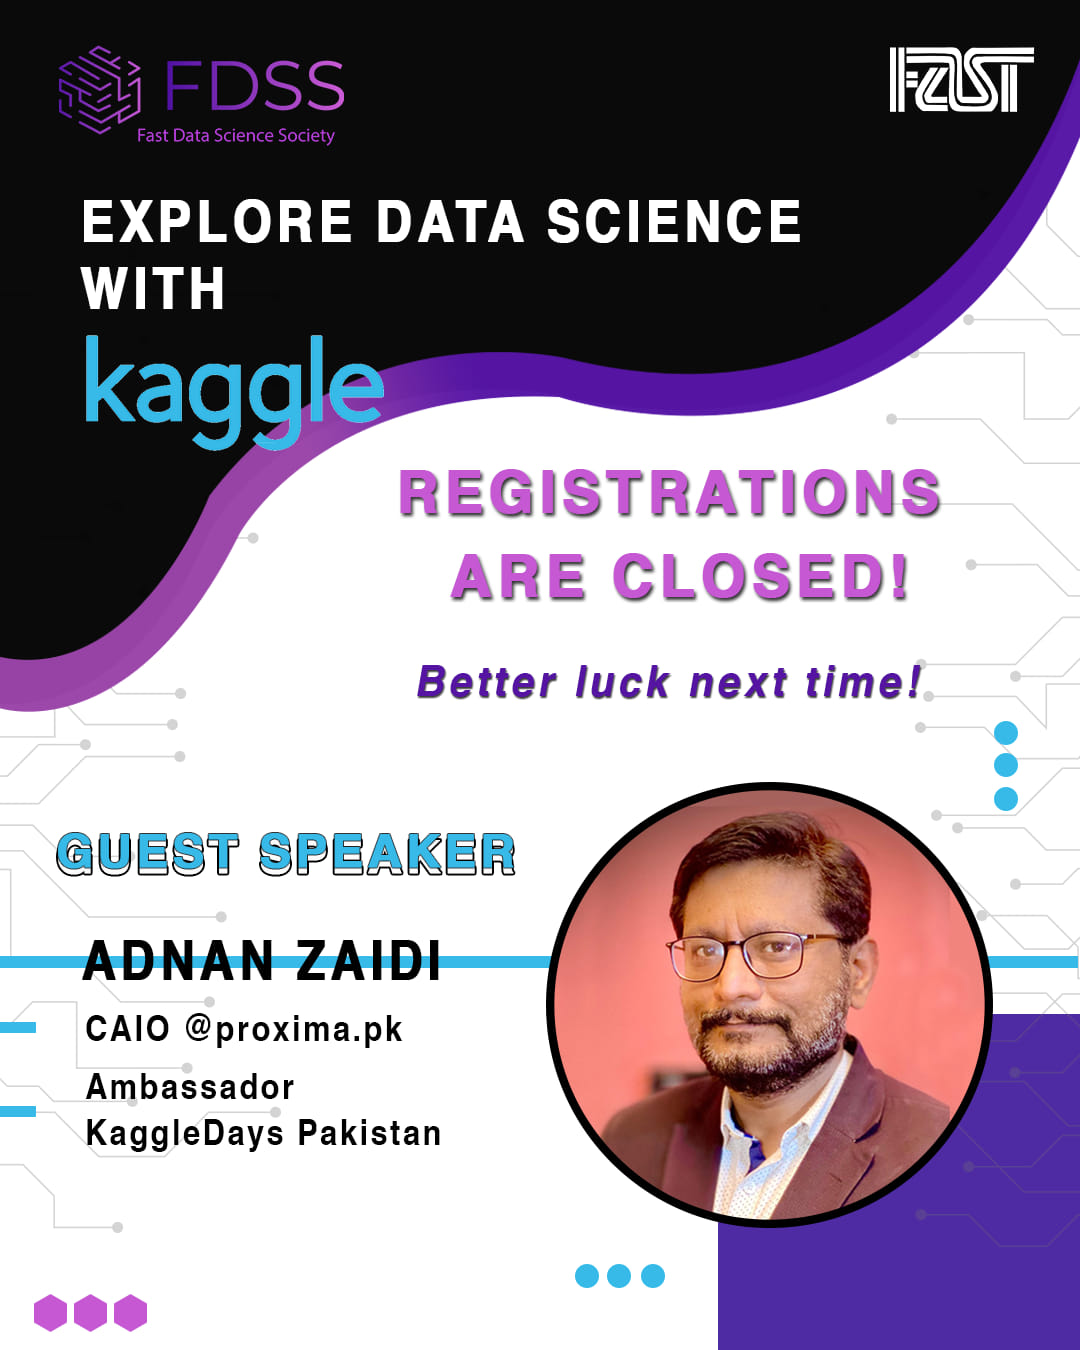 FDSS
Fast Data Science Society
FAST
EXPLORE DATA SCIENCE
WITH
kaggle
REGISTRATIONS
ARE CLOSED!
Better luck next time!
GUEST SPEAKER
ADNAN ZAIDI
CAIO @proxima.pk
Ambassador
KaggleDays Pakistan